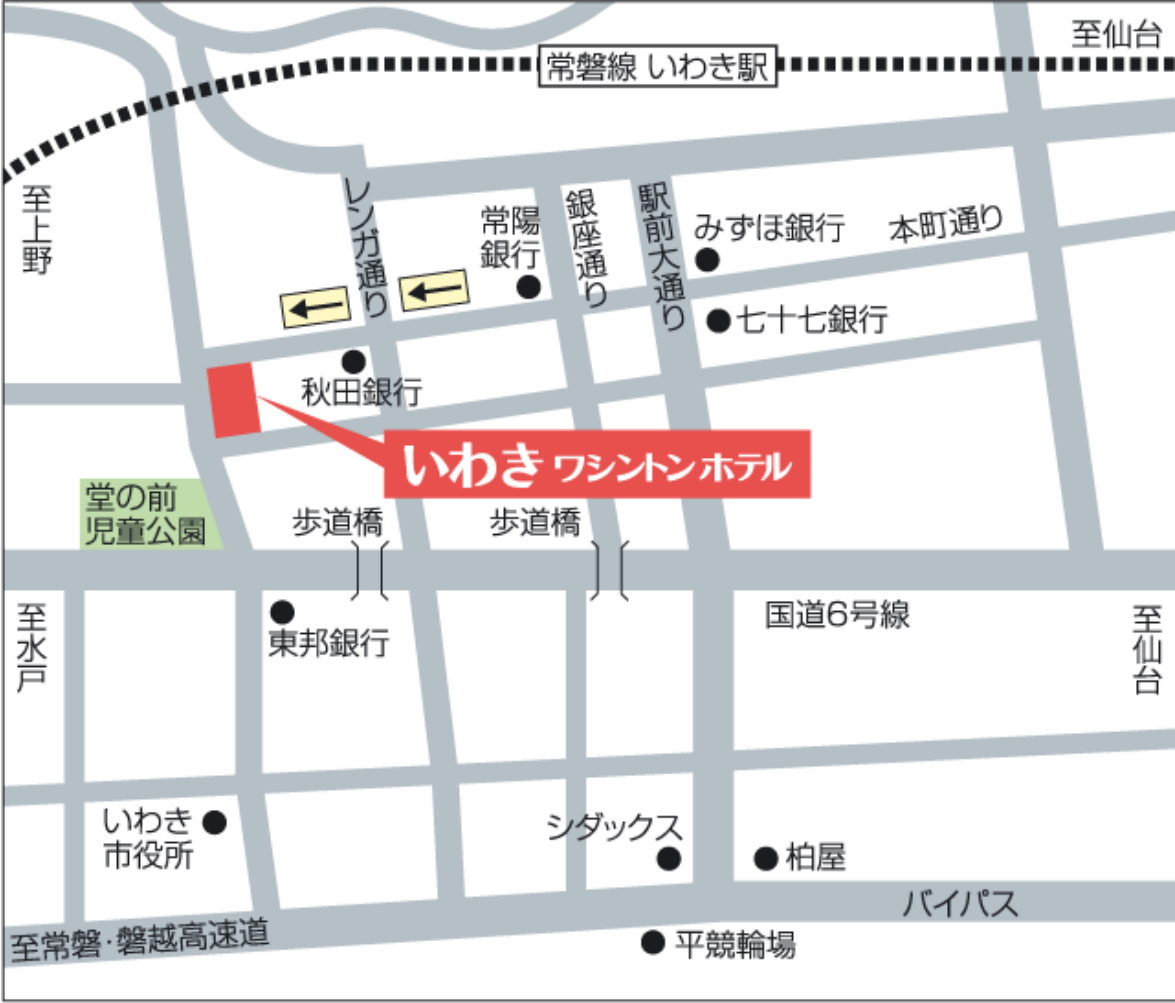 至仙台
常磐線 いわき駅
至上野
レンガ通り
常陽
銀行
銀座通り
駅前大通り
みずほ銀行
本町通り
七十七銀行
秋田銀行
いわき ワシントンホテル
堂の前
児童公園
歩道橋
歩道橋
至水戸
東邦銀行
国道6号線
至仙台
いわき
市役所
シダックス
柏屋
バイパス
至常磐・磐越高速道
平競輪場